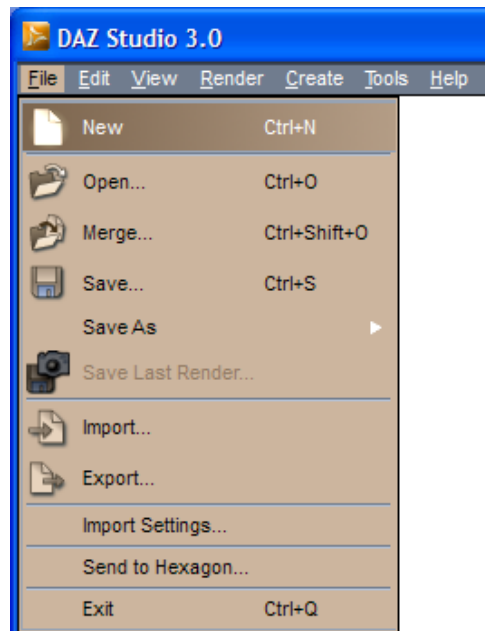 DAZ Studio 3.0
File Edit View Render Create Tools Help
New Ctrl+N
Open... Ctrl+O
Merge... Ctrl+Shift+O
Save... Ctrl+S
Save As
Save Last Render...
Import...
Export...
Import Settings...
Send to Hexagon...
Exit Ctrl+Q